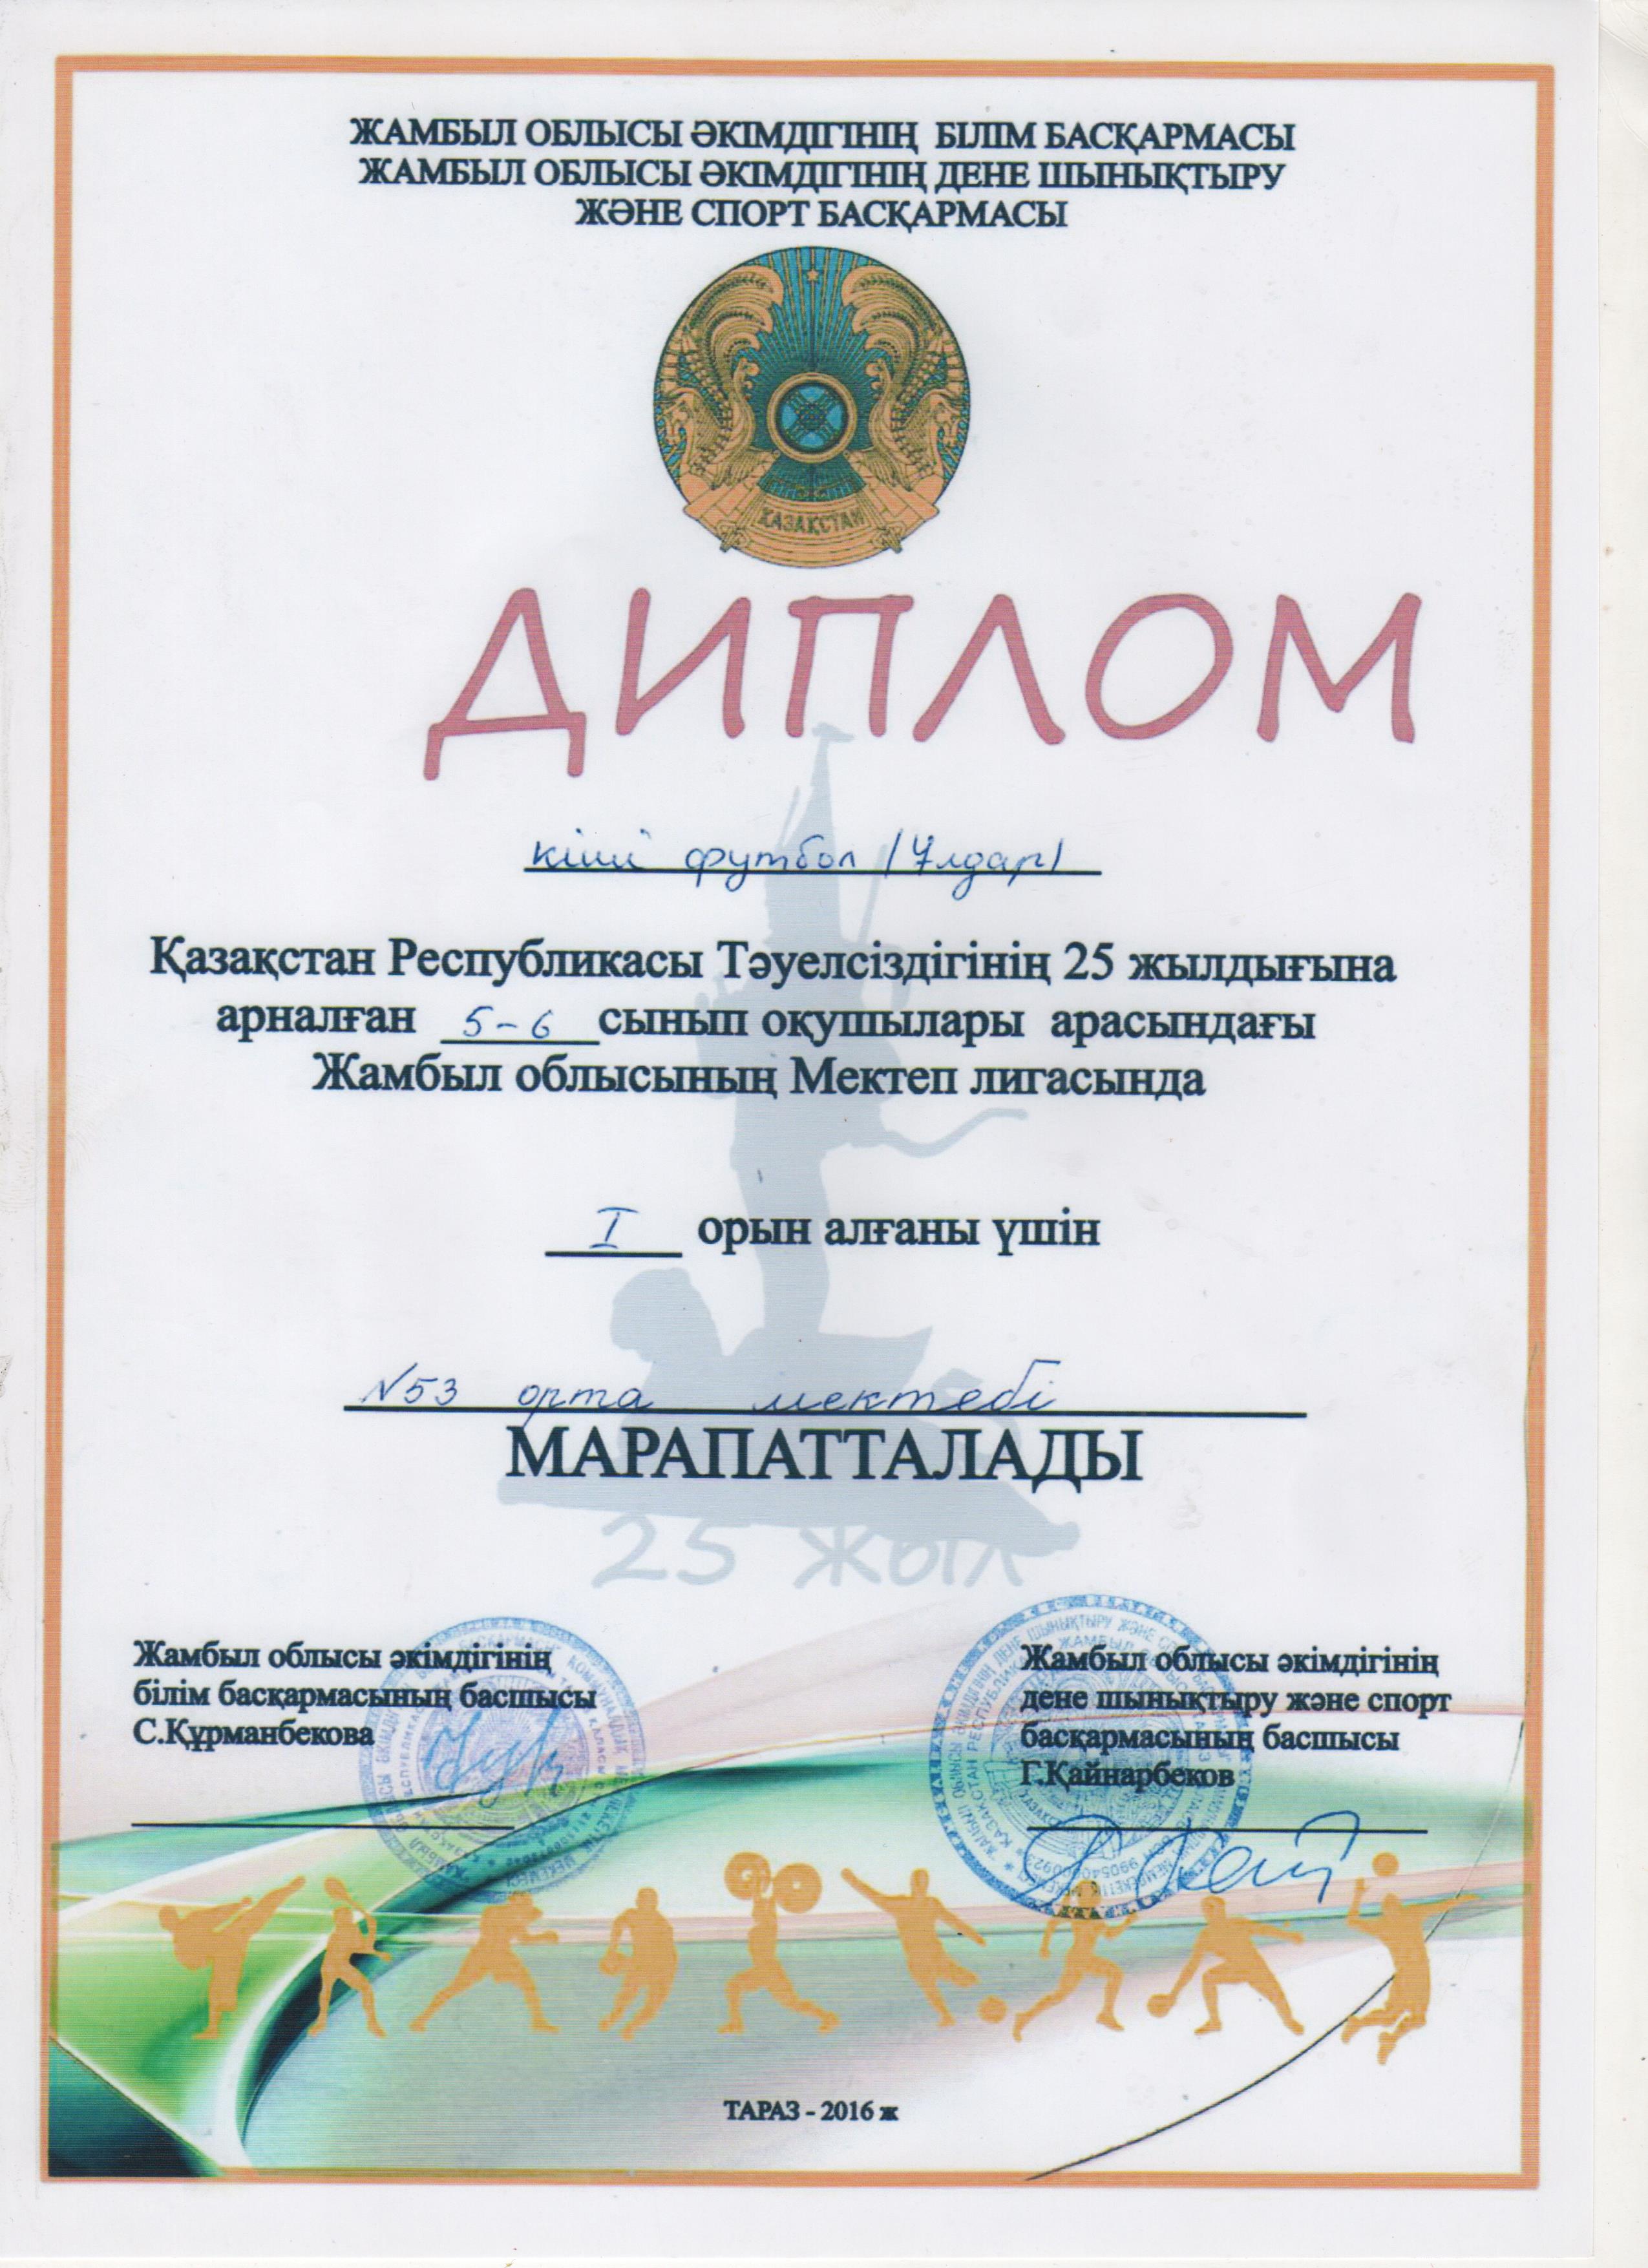 ЖАМБЫЛ ОБЛЫСЫ ӘКІМДІГІНІҢ БІЛІМ БАСҚАРМАСЫ
ЖАМБЫЛ ОБЛЫСЫ ӘКІМДІГІНІҢ ДЕНЕ ШЫНЫҚТЫРУ
ЖӘНЕ СПОРТ БАСҚАРМАСЫ
ҚАЗАҚСТАН
ДИПЛОМ
кіші футбол (Ұлдар)
Қазақстан Республикасы Тәуелсіздігінің 25 жылдығына
арналған 5-6 сынып оқушылары арасындағы
Жамбыл облысының Мектеп лигасында
I орын алғаны үшін
№53 орта мектебі
МАРАПАТТАЛАДЫ
25 ЖЫЛ
Жамбыл облысы әкімдігінің
білім басқармасының басшысы
С.Құрманбекова
Жамбыл облысы әкімдігінің
дене шынықтыру және спорт
басқармасының басшысы
Г.Қайнарбеков
ТАРАЗ - 2016 ж